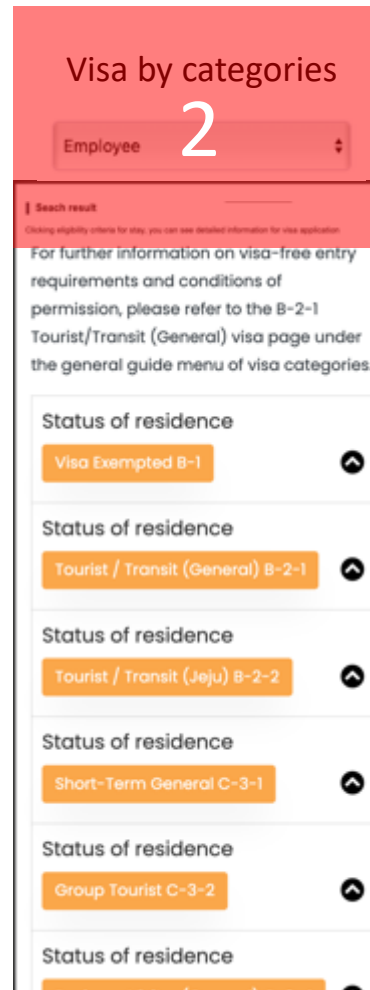 Visa by categories
2
Employee
Seach result
Clicking eligibility criteria for stay, you can see detailed information for visa application
For further information on visa-free entry
requirements and conditions of
permission, please refer to the B-2-1
Tourist/Transit (General) visa page under
the general guide menu of visa categories.
Status of residence
Visa Exempted B-1
Status of residence
Tourist / Transit (General) B-2-1
Status of residence
Tourist / Transit (Jeju) B-2-2
Status of residence
Short-Term General C-3-1
Status of residence
Group Tourist C-3-2
Status of residence